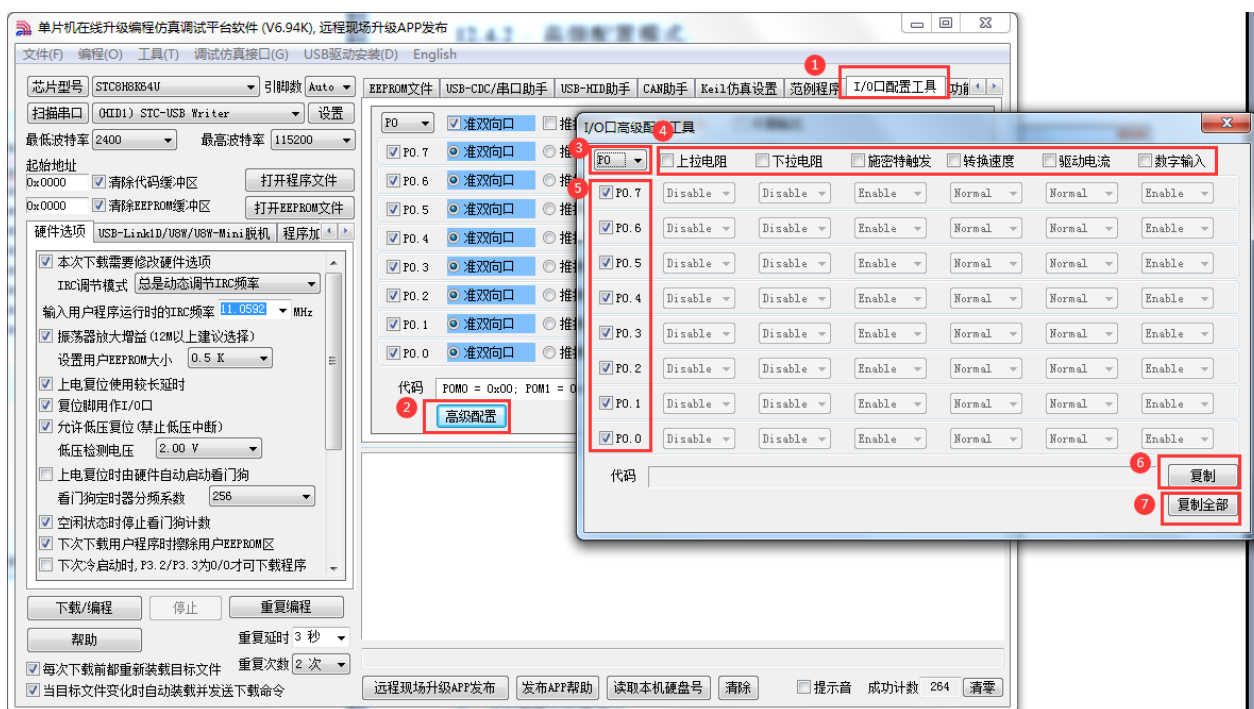 单片机在线升级编程仿真调试平台软件 (V6.94K), 远程现场升级APP发布
12.4.2 高级配置模式
文件(F) 编程(O) 工具(T) 调试仿真接口(G) USB驱动安装(D) English
1
芯片型号 STC8H8K64U 引脚数 Auto
EEPROM文件 USB-CDC/串口助手 USB-HID助手 CAN助手 Keil仿真设置 范例程序 I/O口配置工具
扫描串口 (HID1) STC-USB Writer 设置
最低波特率 2400 最高波特率 115200
起始地址
0x0000 清除代码缓冲区 打开程序文件
0x0000 清除EEPROM缓冲区 打开EEPROM文件
硬件选项 USB-Link1D/U8W/U8W-Mini脱机 程序加
本次下载需要修改硬件选项
IRC调节模式 总是动态调节IRC频率
输入用户程序运行时的IRC频率 11.0592 MHz
振荡器放大增益(12M以上建议选择)
设置用户EEPROM大小 0.5 K
上电复位使用较长延时
复位脚用作I/O口
允许低压复位(禁止低压中断)
低压检测电压 2.00 V
上电复位时由硬件自动启动看门狗
看门狗定时器分频系数 256
空闲状态时停止看门狗计数
下次下载用户程序时擦除用户EEPROM区
下次冷启动时,P3.2/P3.3为0/0才可下载程序
下载/编程 停止 重复编程
帮助 重复延时 3 秒
每次下载前都重新装载目标文件 重复次数 2 次
当目标文件变化时自动装载并发送下载命令
P0 准双向口
P0.7 准双向口
P0.6 准双向口
P0.5 准双向口
P0.4 准双向口
P0.3 准双向口
P0.2 准双向口
P0.1 准双向口
P0.0 准双向口
代码 P0M0 = 0x00; P0M1 = 0
2 高级配置
I/O口高级配置工具
3 4
P0 上拉电阻 下拉电阻 施密特触发 转换速度 驱动电流 数字输入
5
P0.7 Disable Disable Enable Normal Normal Enable
P0.6 Disable Disable Enable Normal Normal Enable
P0.5 Disable Disable Enable Normal Normal Enable
P0.4 Disable Disable Enable Normal Normal Enable
P0.3 Disable Disable Enable Normal Normal Enable
P0.2 Disable Disable Enable Normal Normal Enable
P0.1 Disable Disable Enable Normal Normal Enable
P0.0 Disable Disable Enable Normal Normal Enable
代码 6 复制
7 复制全部
远程现场升级APP发布 发布APP帮助 读取本机硬盘号 清除 提示音 成功计数 264 清零